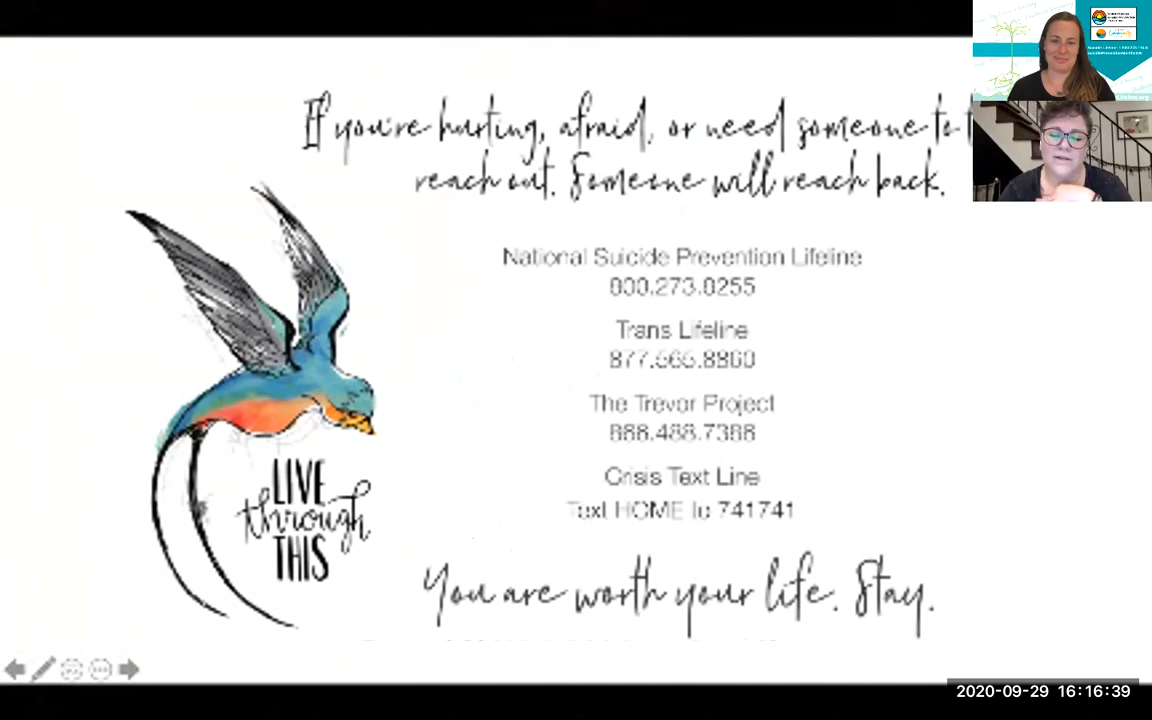 If you're hurting, afraid, or need someone to t
reach out. Someone will reach back.
National Suicide Prevention Lifeline
800.273.8255
Trans Lifeline
877.565.8860
The Trevor Project
866.488.7386
Crisis Text Line
Text HOME to 741741
LIVE
through
THIS
You are worth your life. Stay.
2020-09-29 16:16:39